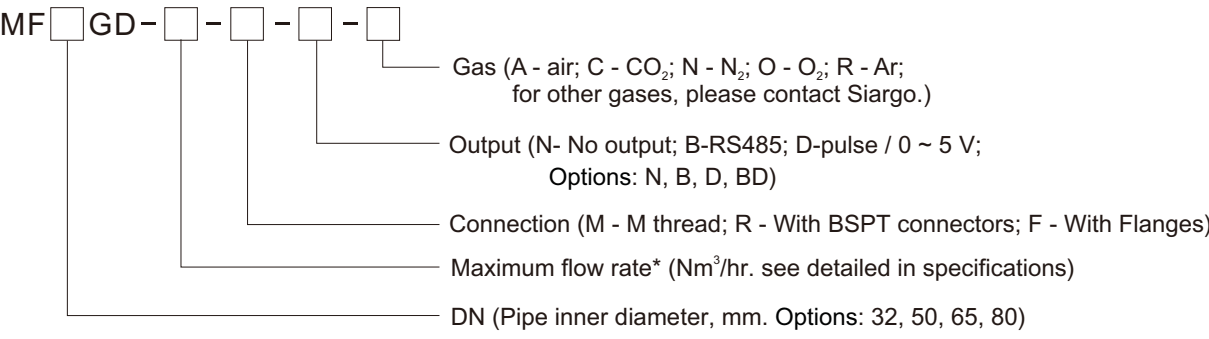 MF□GD-□-□-□-□
Gas (A - air; C - CO₂; N - N₂; O - O₂; R - Ar;
for other gases, please contact Siargo.)
Output (N- No output; B-RS485; D-pulse / 0 ~ 5 V;
Options: N, B, D, BD)
Connection (M - M thread; R - With BSPT connectors; F - With Flanges)
Maximum flow rate* (Nm³/hr. see detailed in specifications)
DN (Pipe inner diameter, mm. Options: 32, 50, 65, 80)